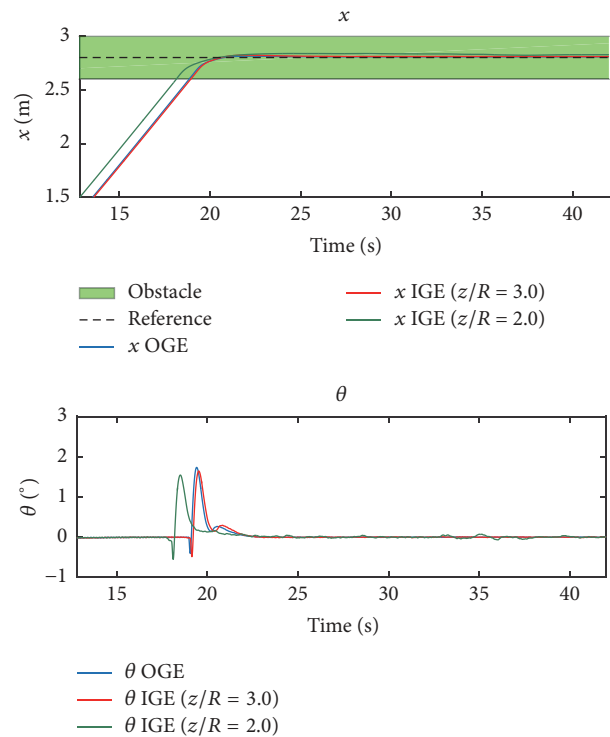 x
3
2.5
2
1.5
x (m)
15 20 25 30 35 40
Time (s)
Obstacle
Reference
x OGE
x IGE (z/R = 3.0)
x IGE (z/R = 2.0)
θ
3
2
1
0
−1
θ (°)
15 20 25 30 35 40
Time (s)
θ OGE
θ IGE (z/R = 3.0)
θ IGE (z/R = 2.0)